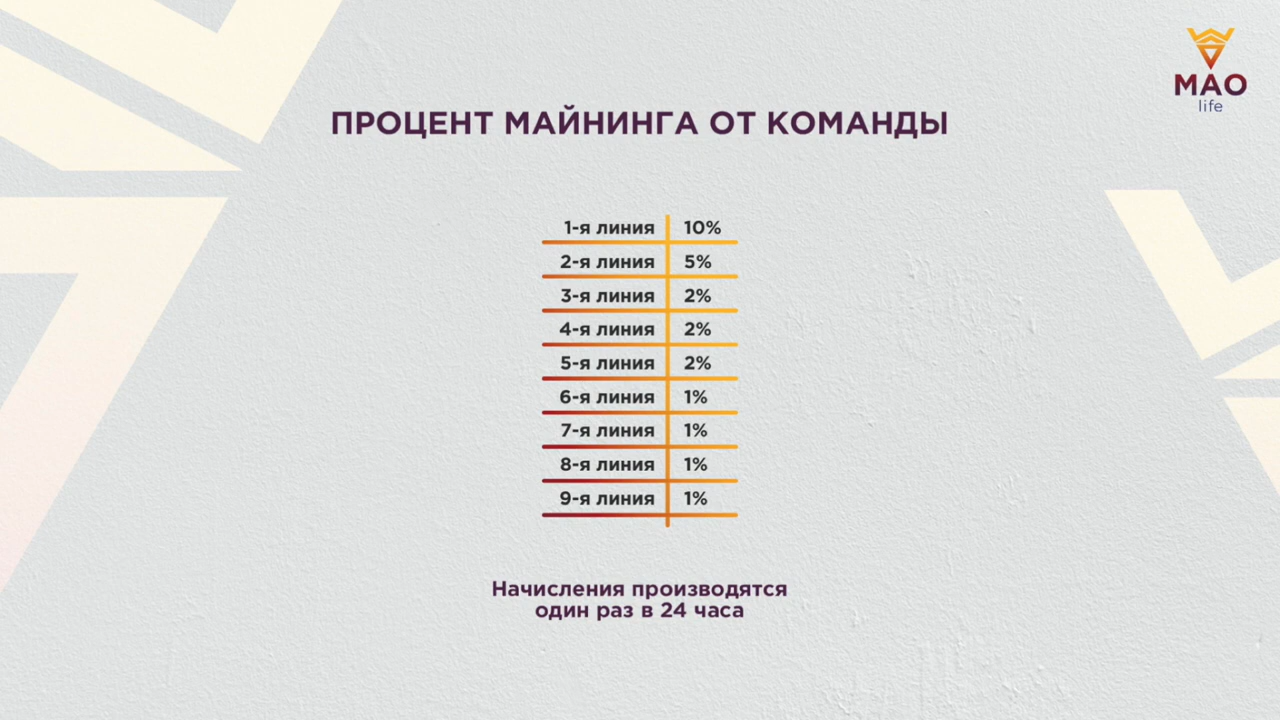 МАО
life
ПРОЦЕНТ МАЙНИНГА ОТ КОМАНДЫ
1-я линия 10%
2-я линия 5%
3-я линия 2%
4-я линия 2%
5-я линия 2%
6-я линия 1%
7-я линия 1%
8-я линия 1%
9-я линия 1%
Начисления производятся
один раз в 24 часа